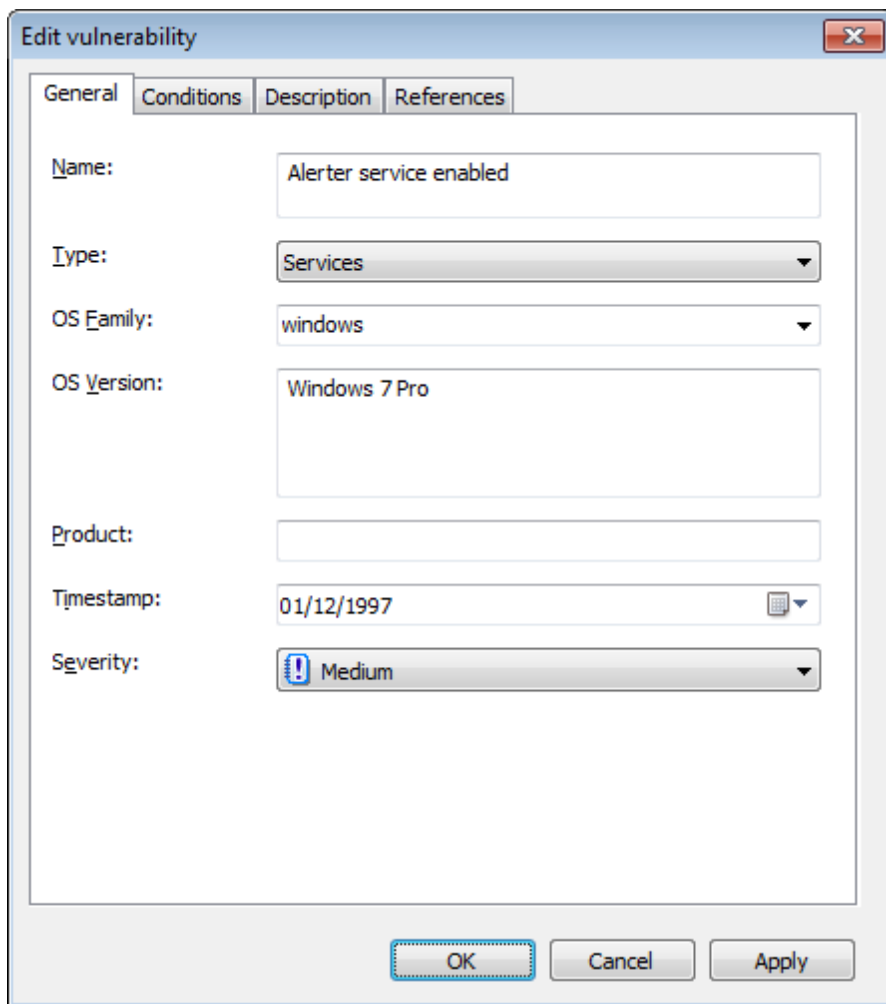 Edit vulnerability
General Conditions Description References
Name: Alerter service enabled
Type: Services
OS Family: windows
OS Version: Windows 7 Pro
Product:
Timestamp: 01/12/1997
Severity: Medium
OK Cancel Apply